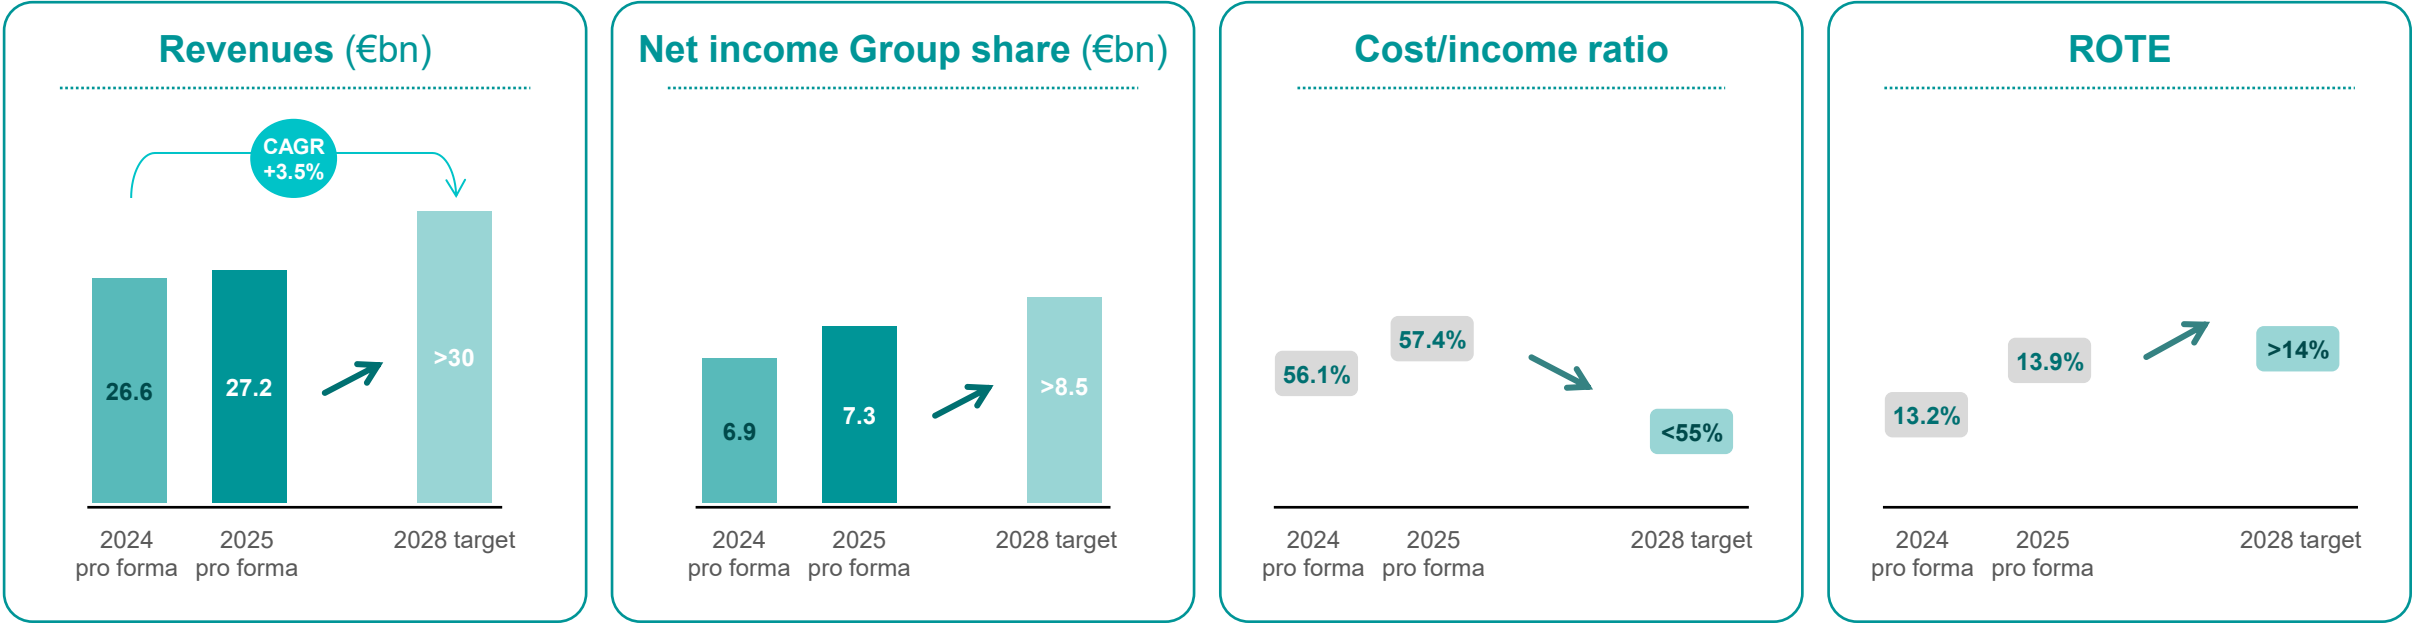 Revenues (€bn)
CAGR
+3.5%
26.6
27.2
>30
2024
pro forma
2025
pro forma
2028 target
Net income Group share (€bn)
6.9
7.3
>8.5
2024
pro forma
2025
pro forma
2028 target
Cost/income ratio
56.1%
57.4%
<55%
2024
pro forma
2025
pro forma
2028 target
ROTE
13.2%
13.9%
>14%
2024
pro forma
2025
pro forma
2028 target